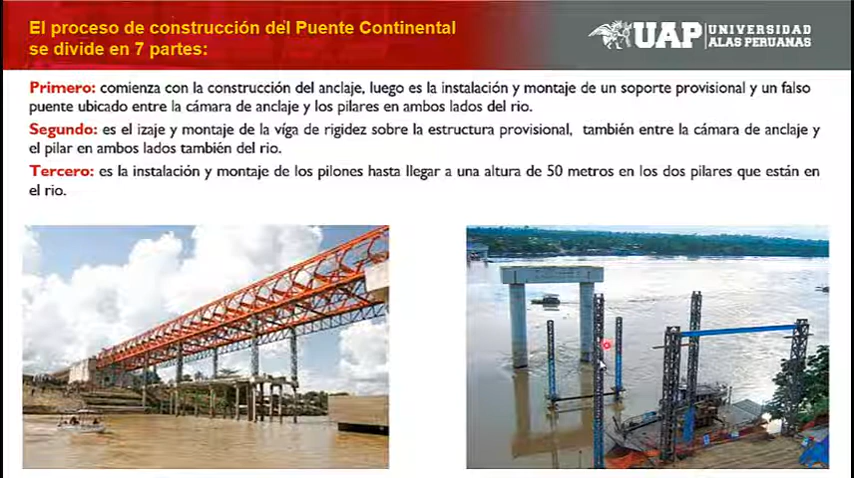 El proceso de construcción del Puente Continental
se divide en 7 partes:
UAP UNIVERSIDAD
ALAS PERUANAS
Primero: comienza con la construcción del anclaje, luego es la instalación y montaje de un soporte provisional y un falso
puente ubicado entre la cámara de anclaje y los pilares en ambos lados del rio.
Segundo: es el izaje y montaje de la víga de rigidez sobre la estructura provisional, también entre la cámara de anclaje y
el pilar en ambos lados también del rio.
Tercero: es la instalación y montaje de los pilones hasta llegar a una altura de 50 metros en los dos pilares que están en
el rio.